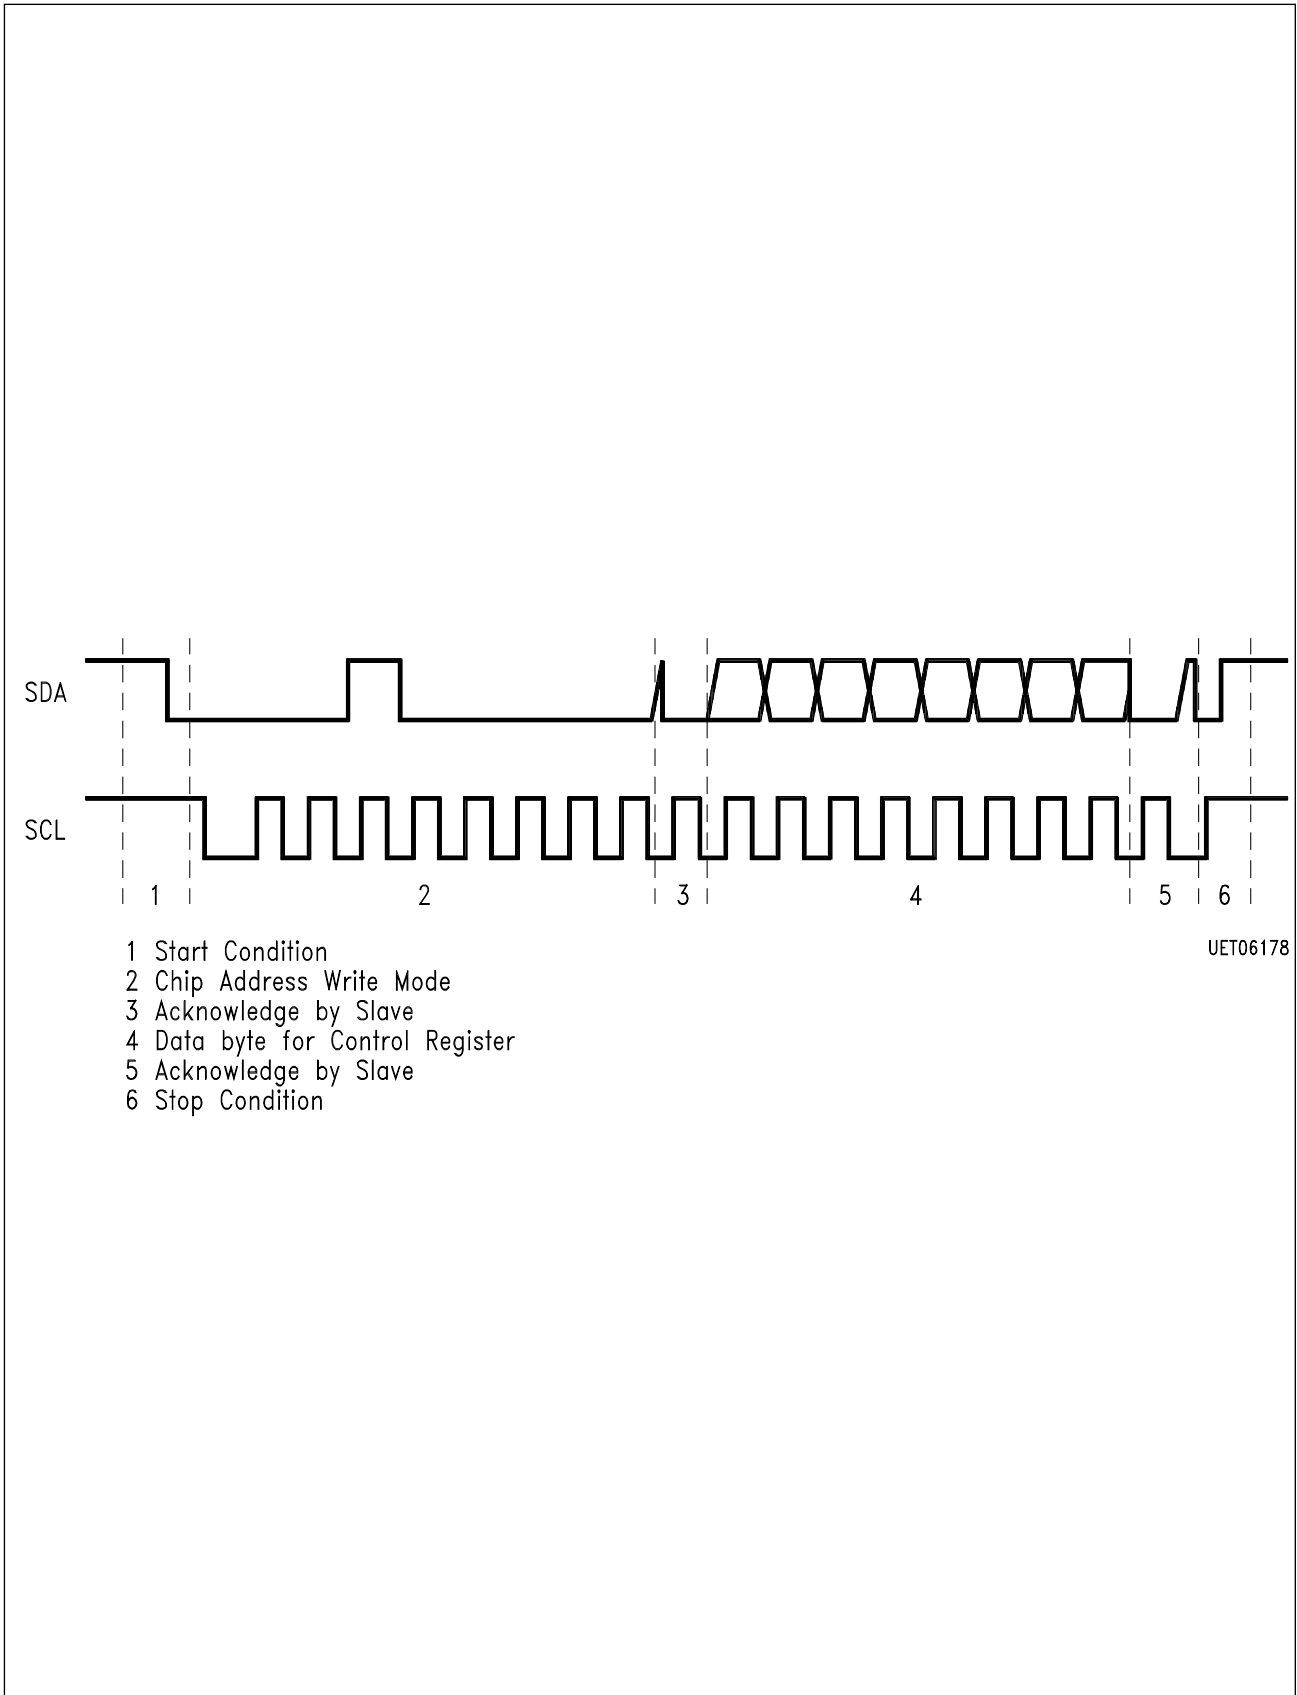 SDA
SCL
1 2 3 4 5 6
1 Start Condition
UET06178
2 Chip Address Write Mode
3 Acknowledge by Slave
4 Data byte for Control Register
5 Acknowledge by Slave
6 Stop Condition